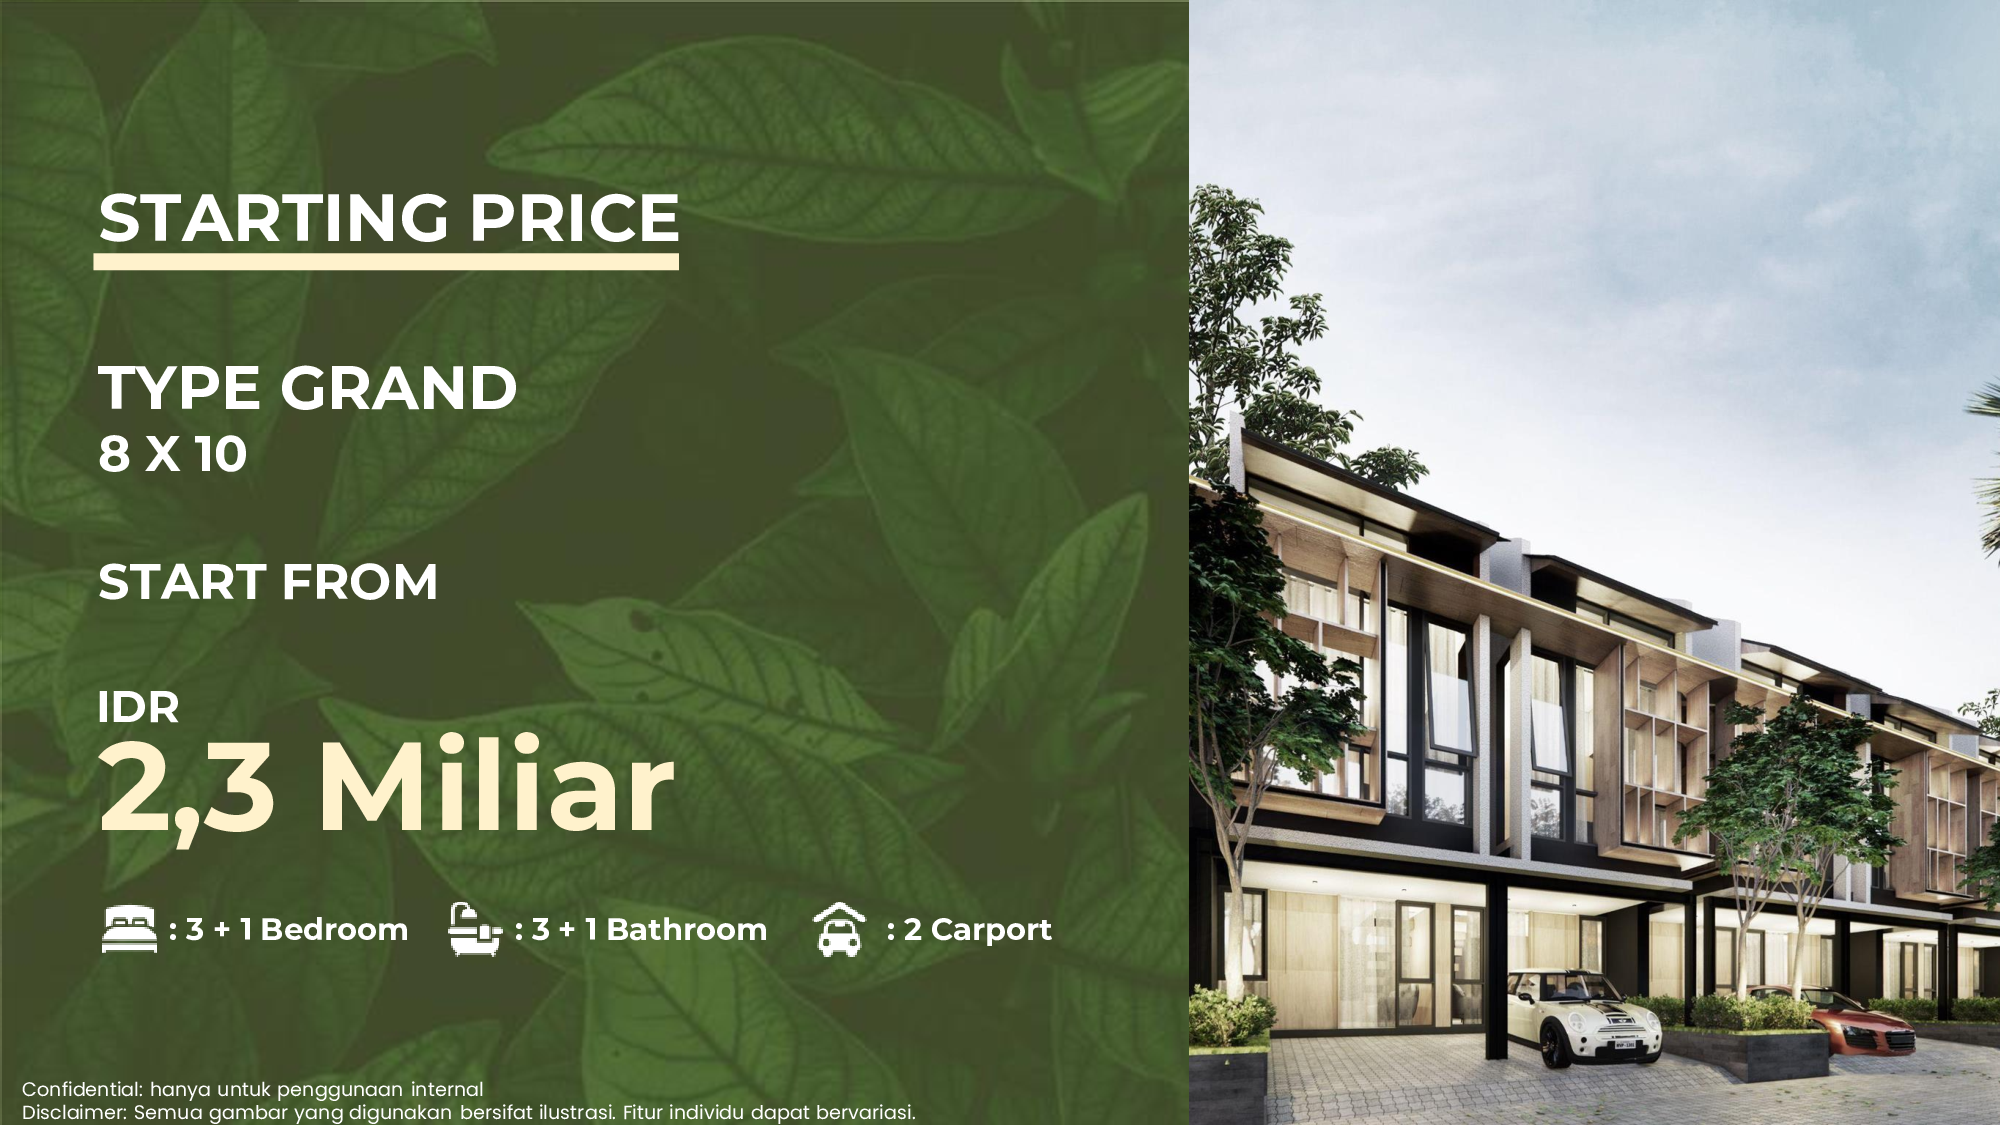 STARTING PRICE
TYPE GRAND
8 X 10
START FROM
IDR
2,3 Miliar
: 3 + 1 Bedroom
: 3 + 1 Bathroom
: 2 Carport
Confidential: hanya untuk penggunaan internal
Disclaimer: Semua gambar yang digunakan bersifat ilustrasi. Fitur individu dapat bervariasi.